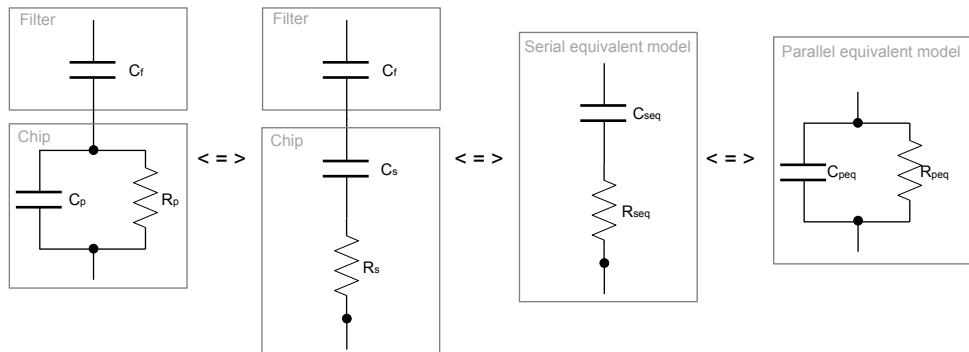 Filter
Cf
Chip
Cp
Rp
< = >
Filter
Cf
Chip
Cs
Rs
< = >
Serial equivalent model
Cseq
Rseq
< = >
Parallel equivalent model
Cpeq
Rpeq